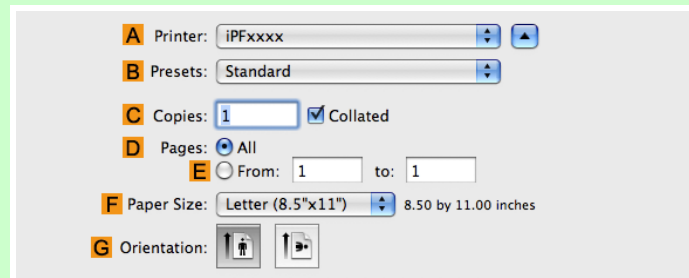 A Printer: iPFxxxx
B Presets: Standard
C Copies: 1 Collated
D Pages: All
E From: 1 to: 1
F Paper Size: Letter (8.5"x11") 8.50 by 11.00 inches
G Orientation: